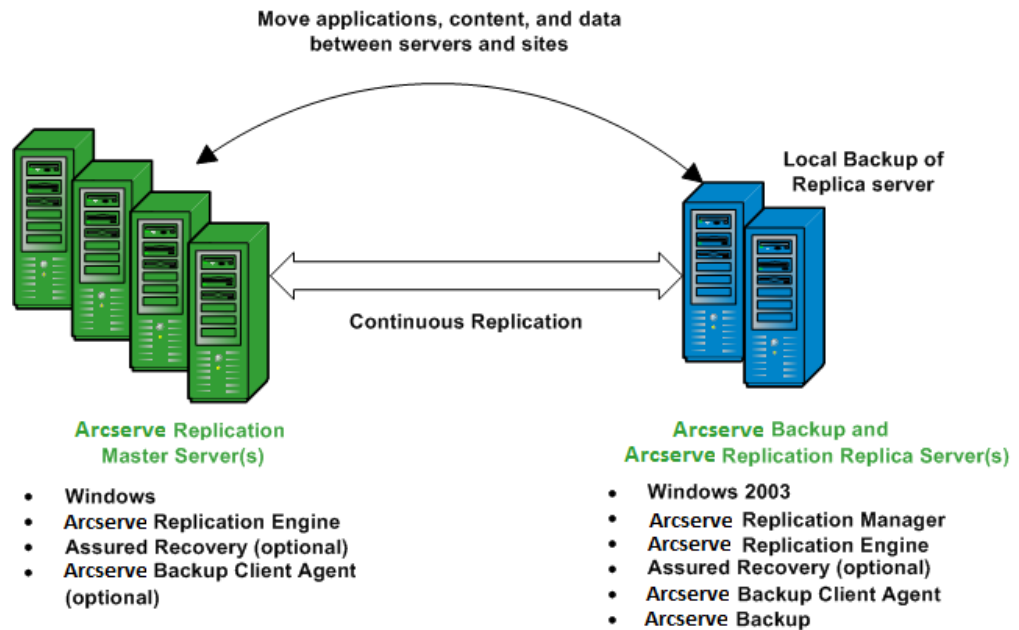 Move applications, content, and data
between servers and sites
Local Backup of
Replica server
Continuous Replication
Arcserve Replication
Master Server(s)
• Windows
• Arcserve Replication Engine
• Assured Recovery (optional)
• Arcserve Backup Client Agent
(optional)
Arcserve Backup and
Arcserve Replication Replica Server(s)
• Windows 2003
• Arcserve Replication Manager
• Arcserve Replication Engine
• Assured Recovery (optional)
• Arcserve Backup Client Agent
• Arcserve Backup